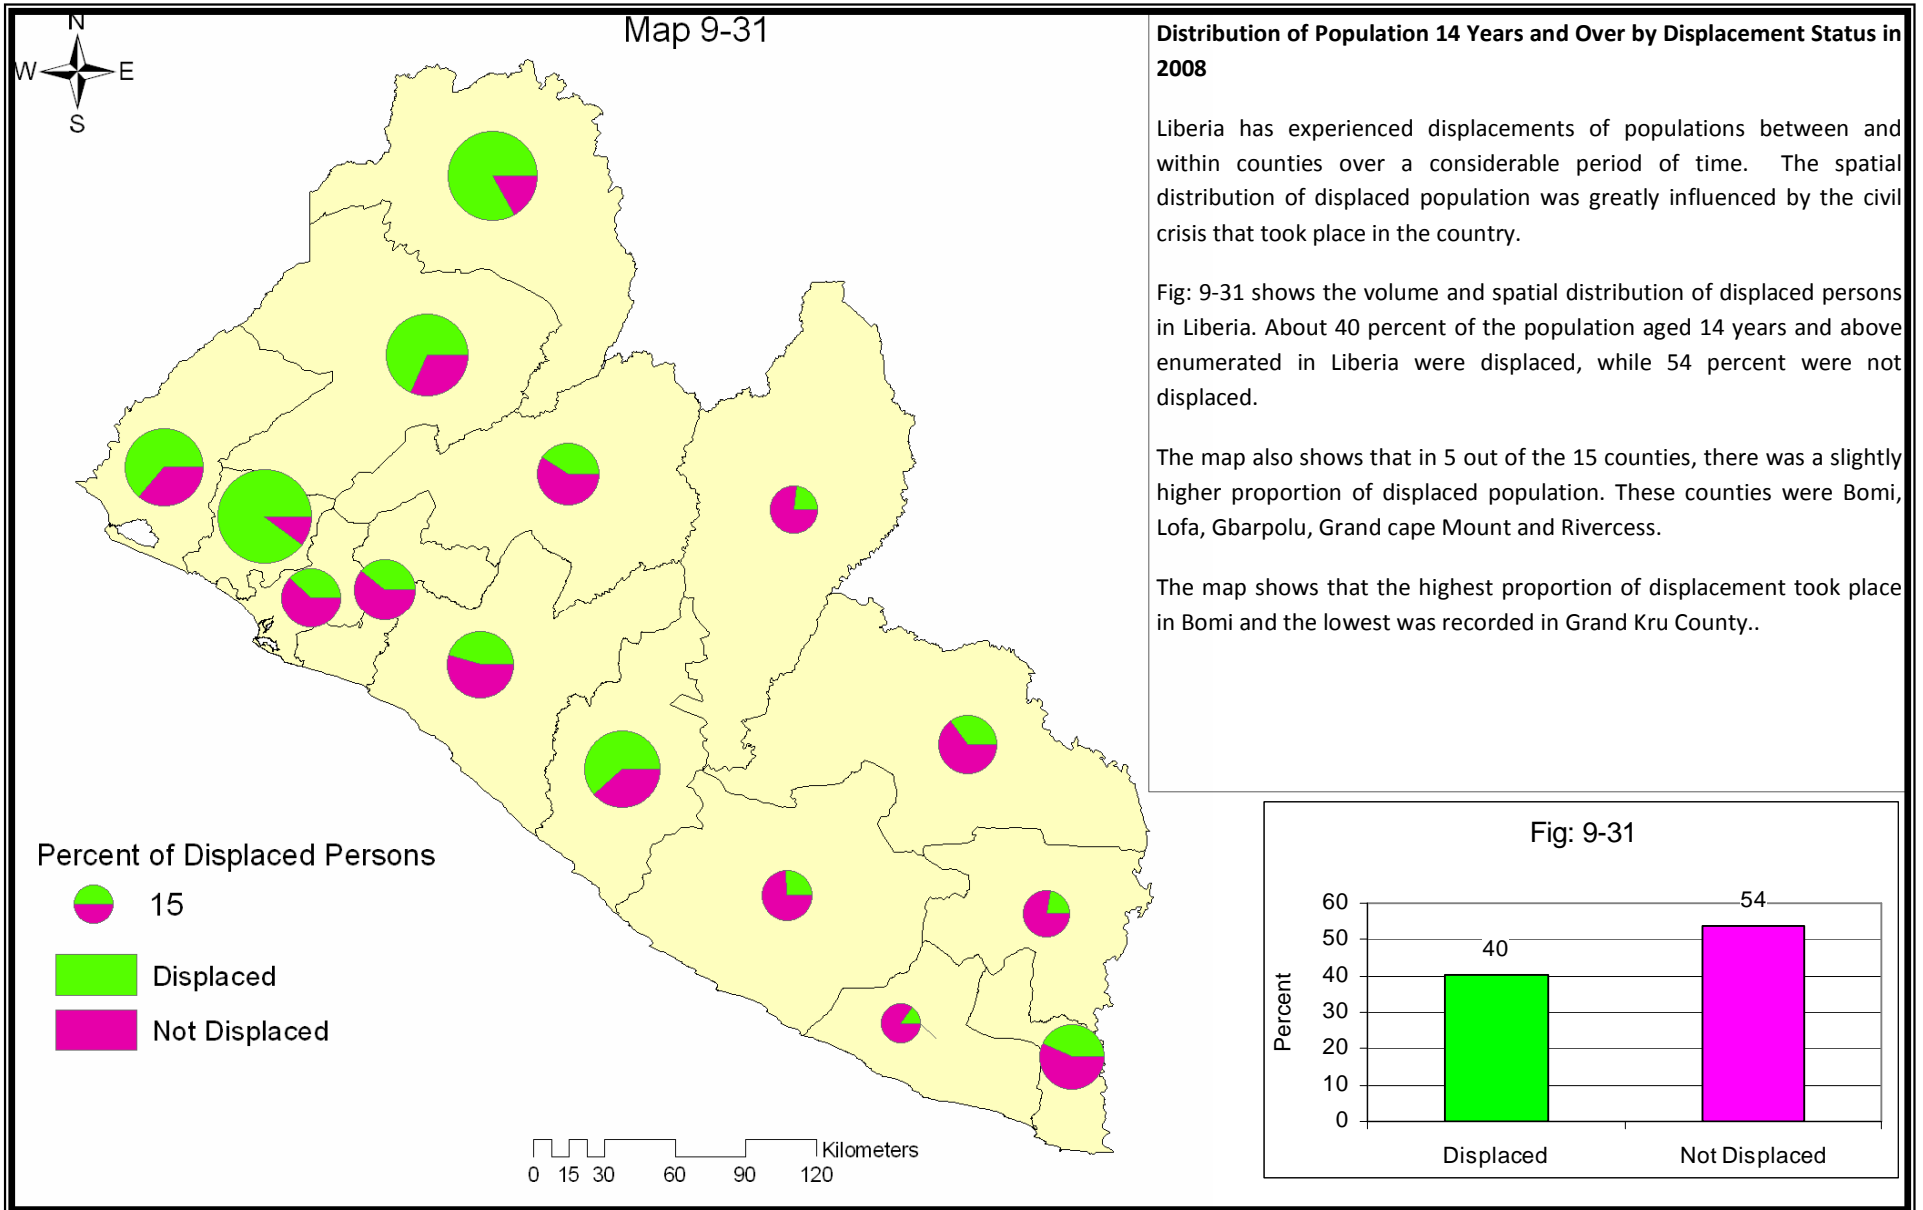 Map 9-31
N
W E
S
Distribution of Population 14 Years and Over by Displacement Status in
2008
Liberia has experienced displacements of populations between and
within counties over a considerable period of time. The spatial
distribution of displaced population was greatly influenced by the civil
crisis that took place in the country.
Fig: 9-31 shows the volume and spatial distribution of displaced persons
in Liberia. About 40 percent of the population aged 14 years and above
enumerated in Liberia were displaced, while 54 percent were not
displaced.
The map also shows that in 5 out of the 15 counties, there was a slightly
higher proportion of displaced population. These counties were Bomi,
Lofa, Gbarpolu, Grand cape Mount and Rivercess.
The map shows that the highest proportion of displacement took place
in Bomi and the lowest was recorded in Grand Kru County..
Percent of Displaced Persons
15
Displaced
Not Displaced
Kilometers
0 15 30 60 90 120
Fig: 9-31
Percent
60
50
40
30
20
10
0
40
54
Displaced Not Displaced